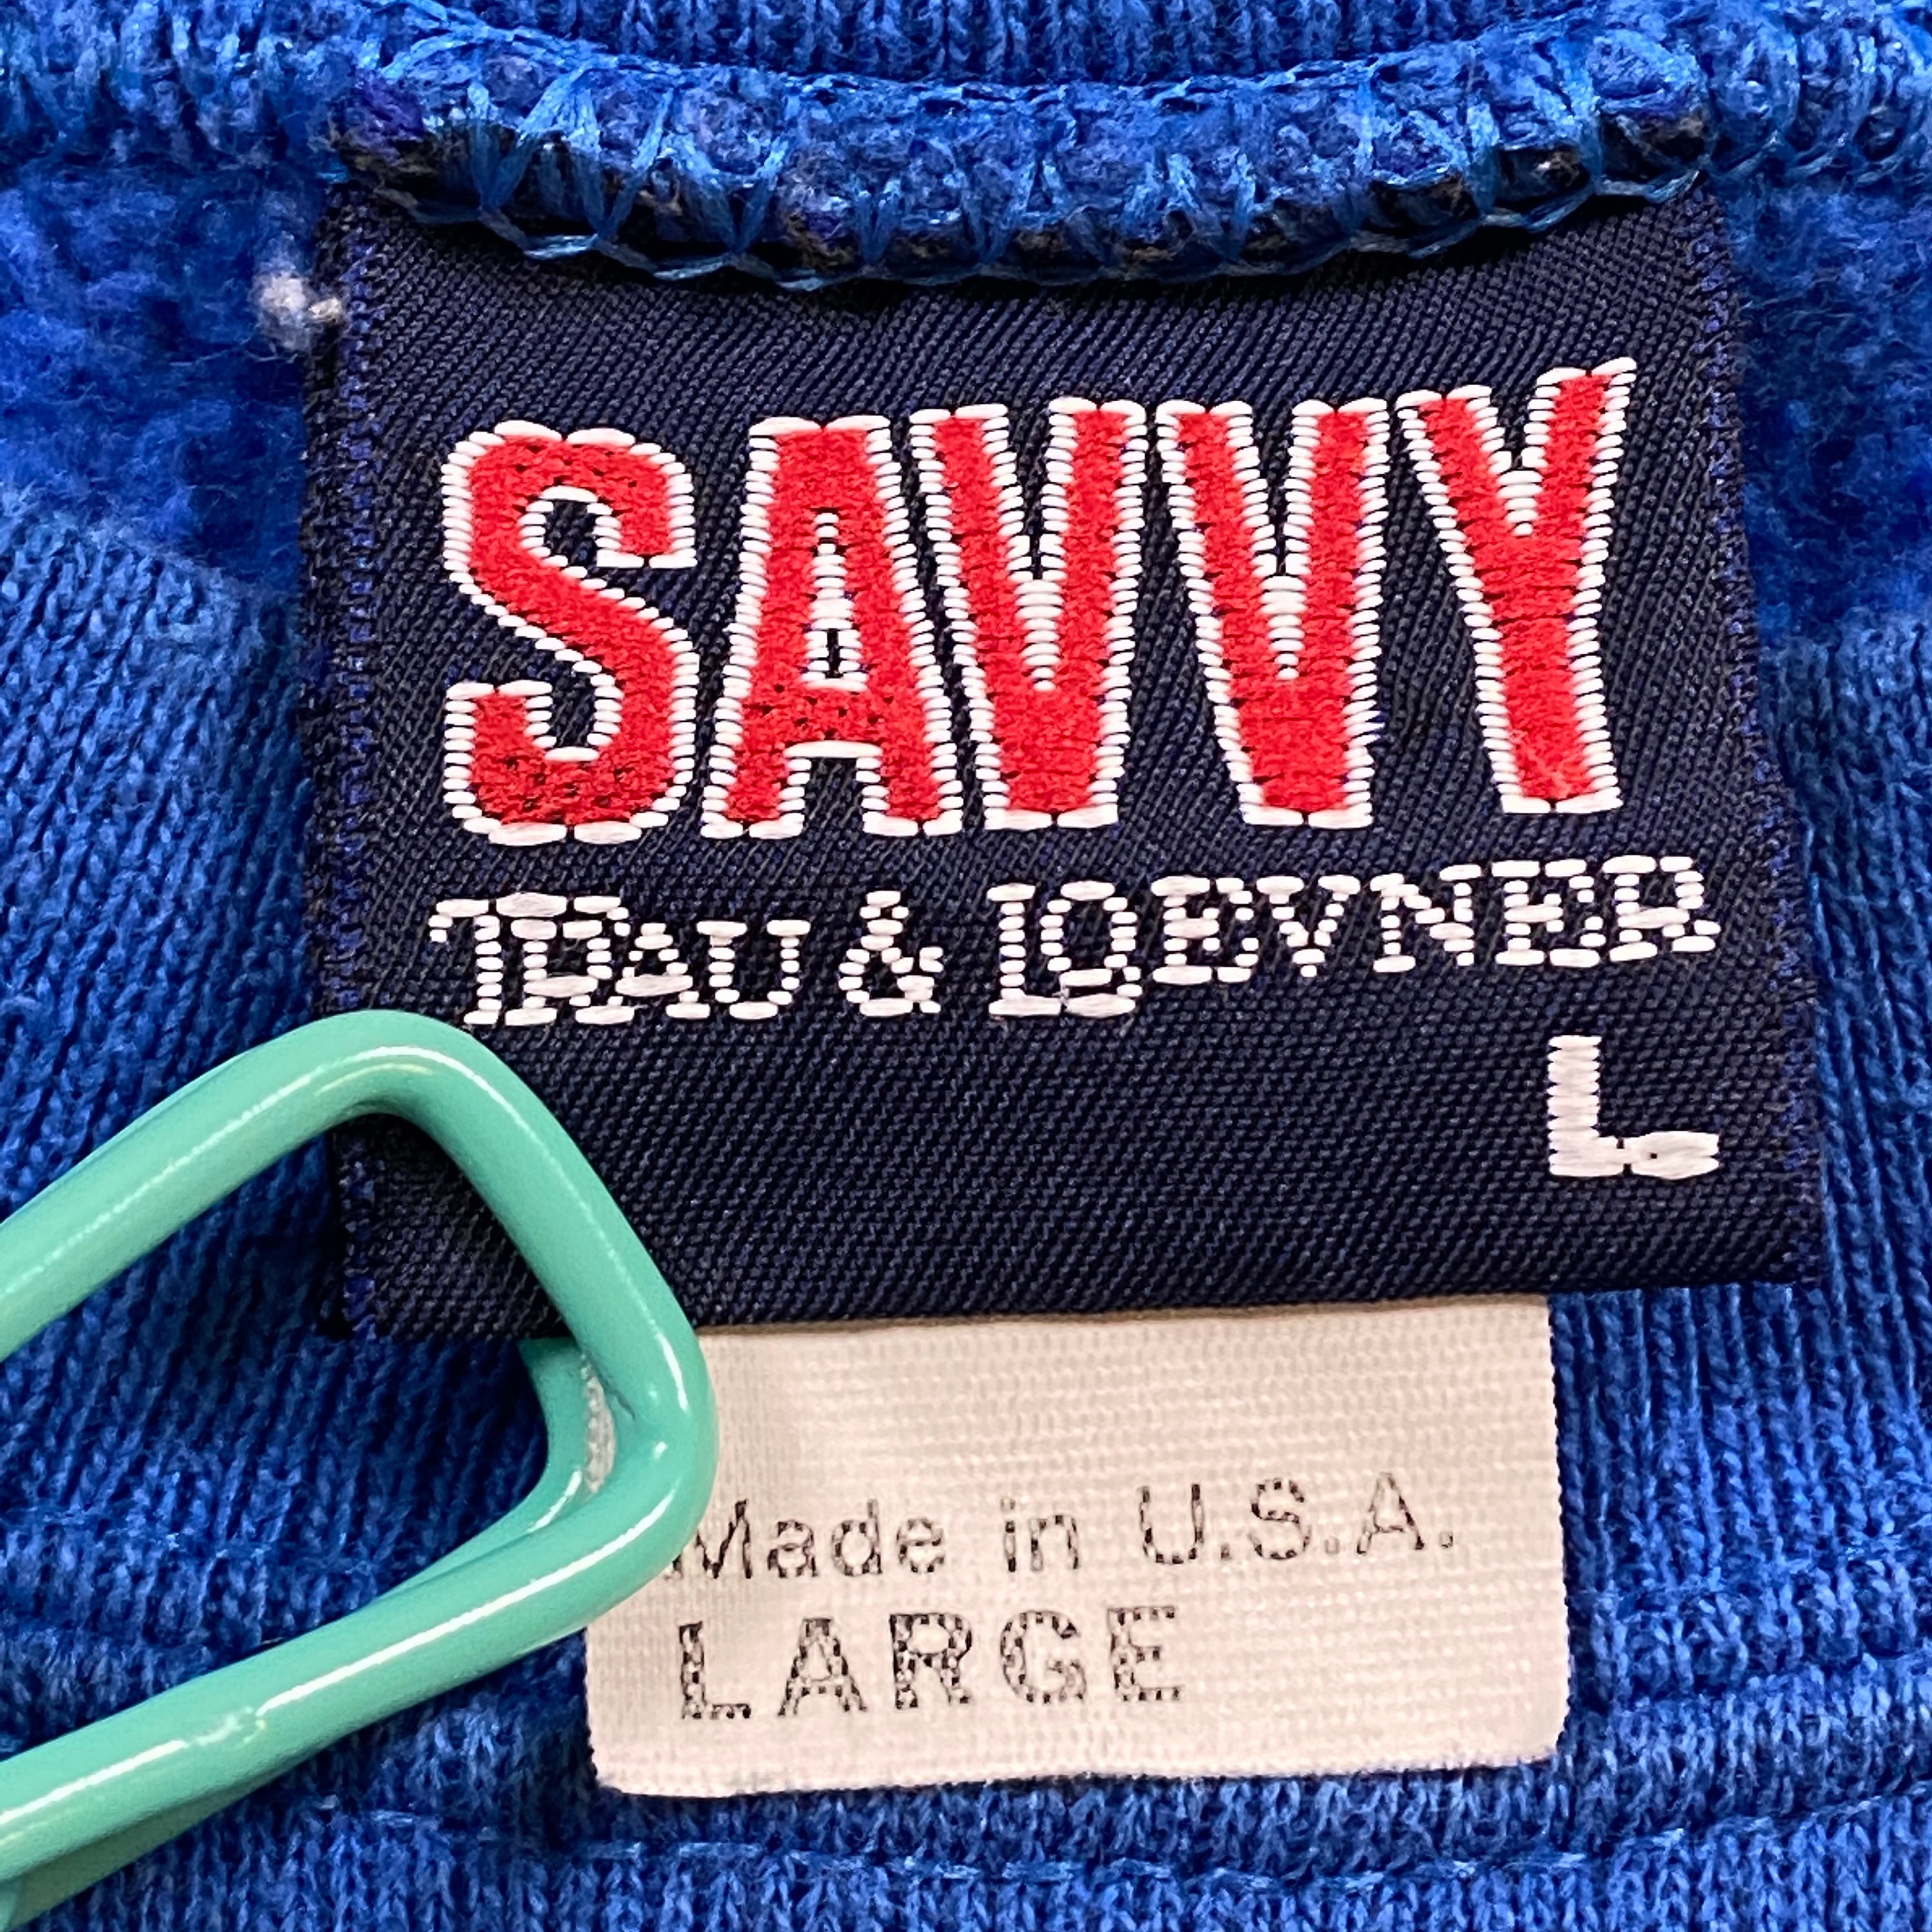 SAVVY
TRAU & LOEVNER
L
Made in U.S.A.
LARGE